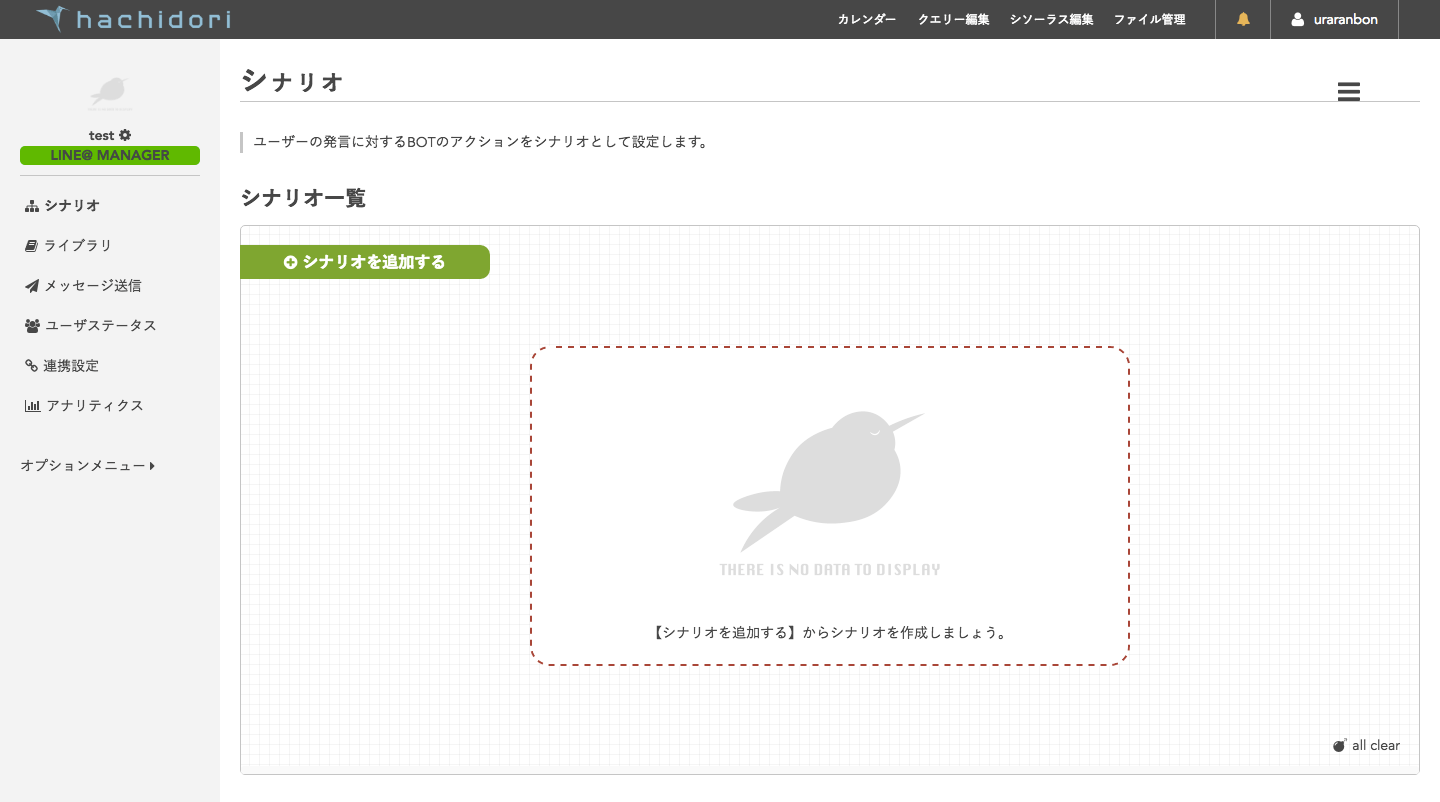 hachidori
カレンダー クエリー編集 シソーラス編集 ファイル管理 uraranbon
test
LINE@ MANAGER
シナリオ
ライブラリ
メッセージ送信
ユーザステータス
連携設定
アナリティクス
オプションメニュー
シナリオ
ユーザーの発言に対するBOTのアクションをシナリオとして設定します。
シナリオ一覧
シナリオを追加する
THERE IS NO DATA TO DISPLAY
【シナリオを追加する】からシナリオを作成しましょう。
all clear